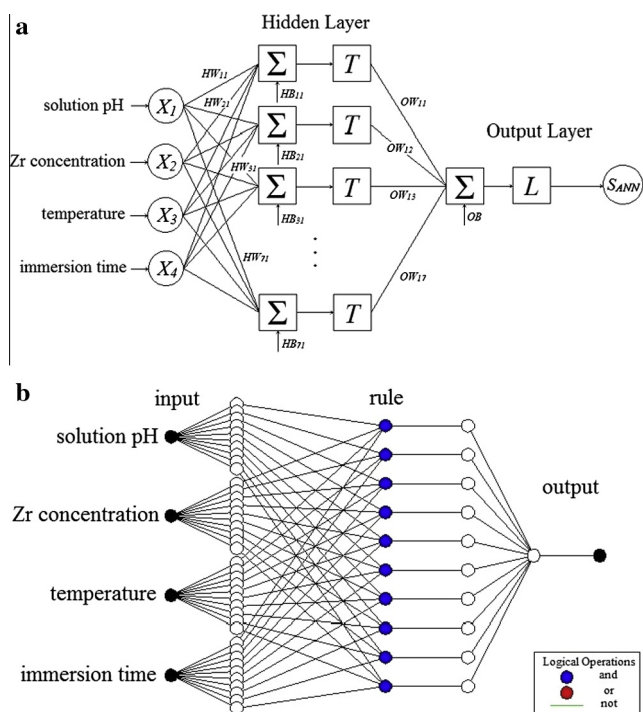 a
Hidden Layer
HW11
HW21
HW31
HW71
solution pH
Zr concentration
temperature
immersion time
X1
X2
X3
X4
Σ
T
HB11
Σ
T
HB21
Σ
T
HB31
Σ
T
HB71
OW11
OW12
OW13
OW17
Output Layer
Σ
L
SANN
OB
b
input
rule
output
solution pH
Zr concentration
temperature
immersion time
Logical Operations
and
or
not